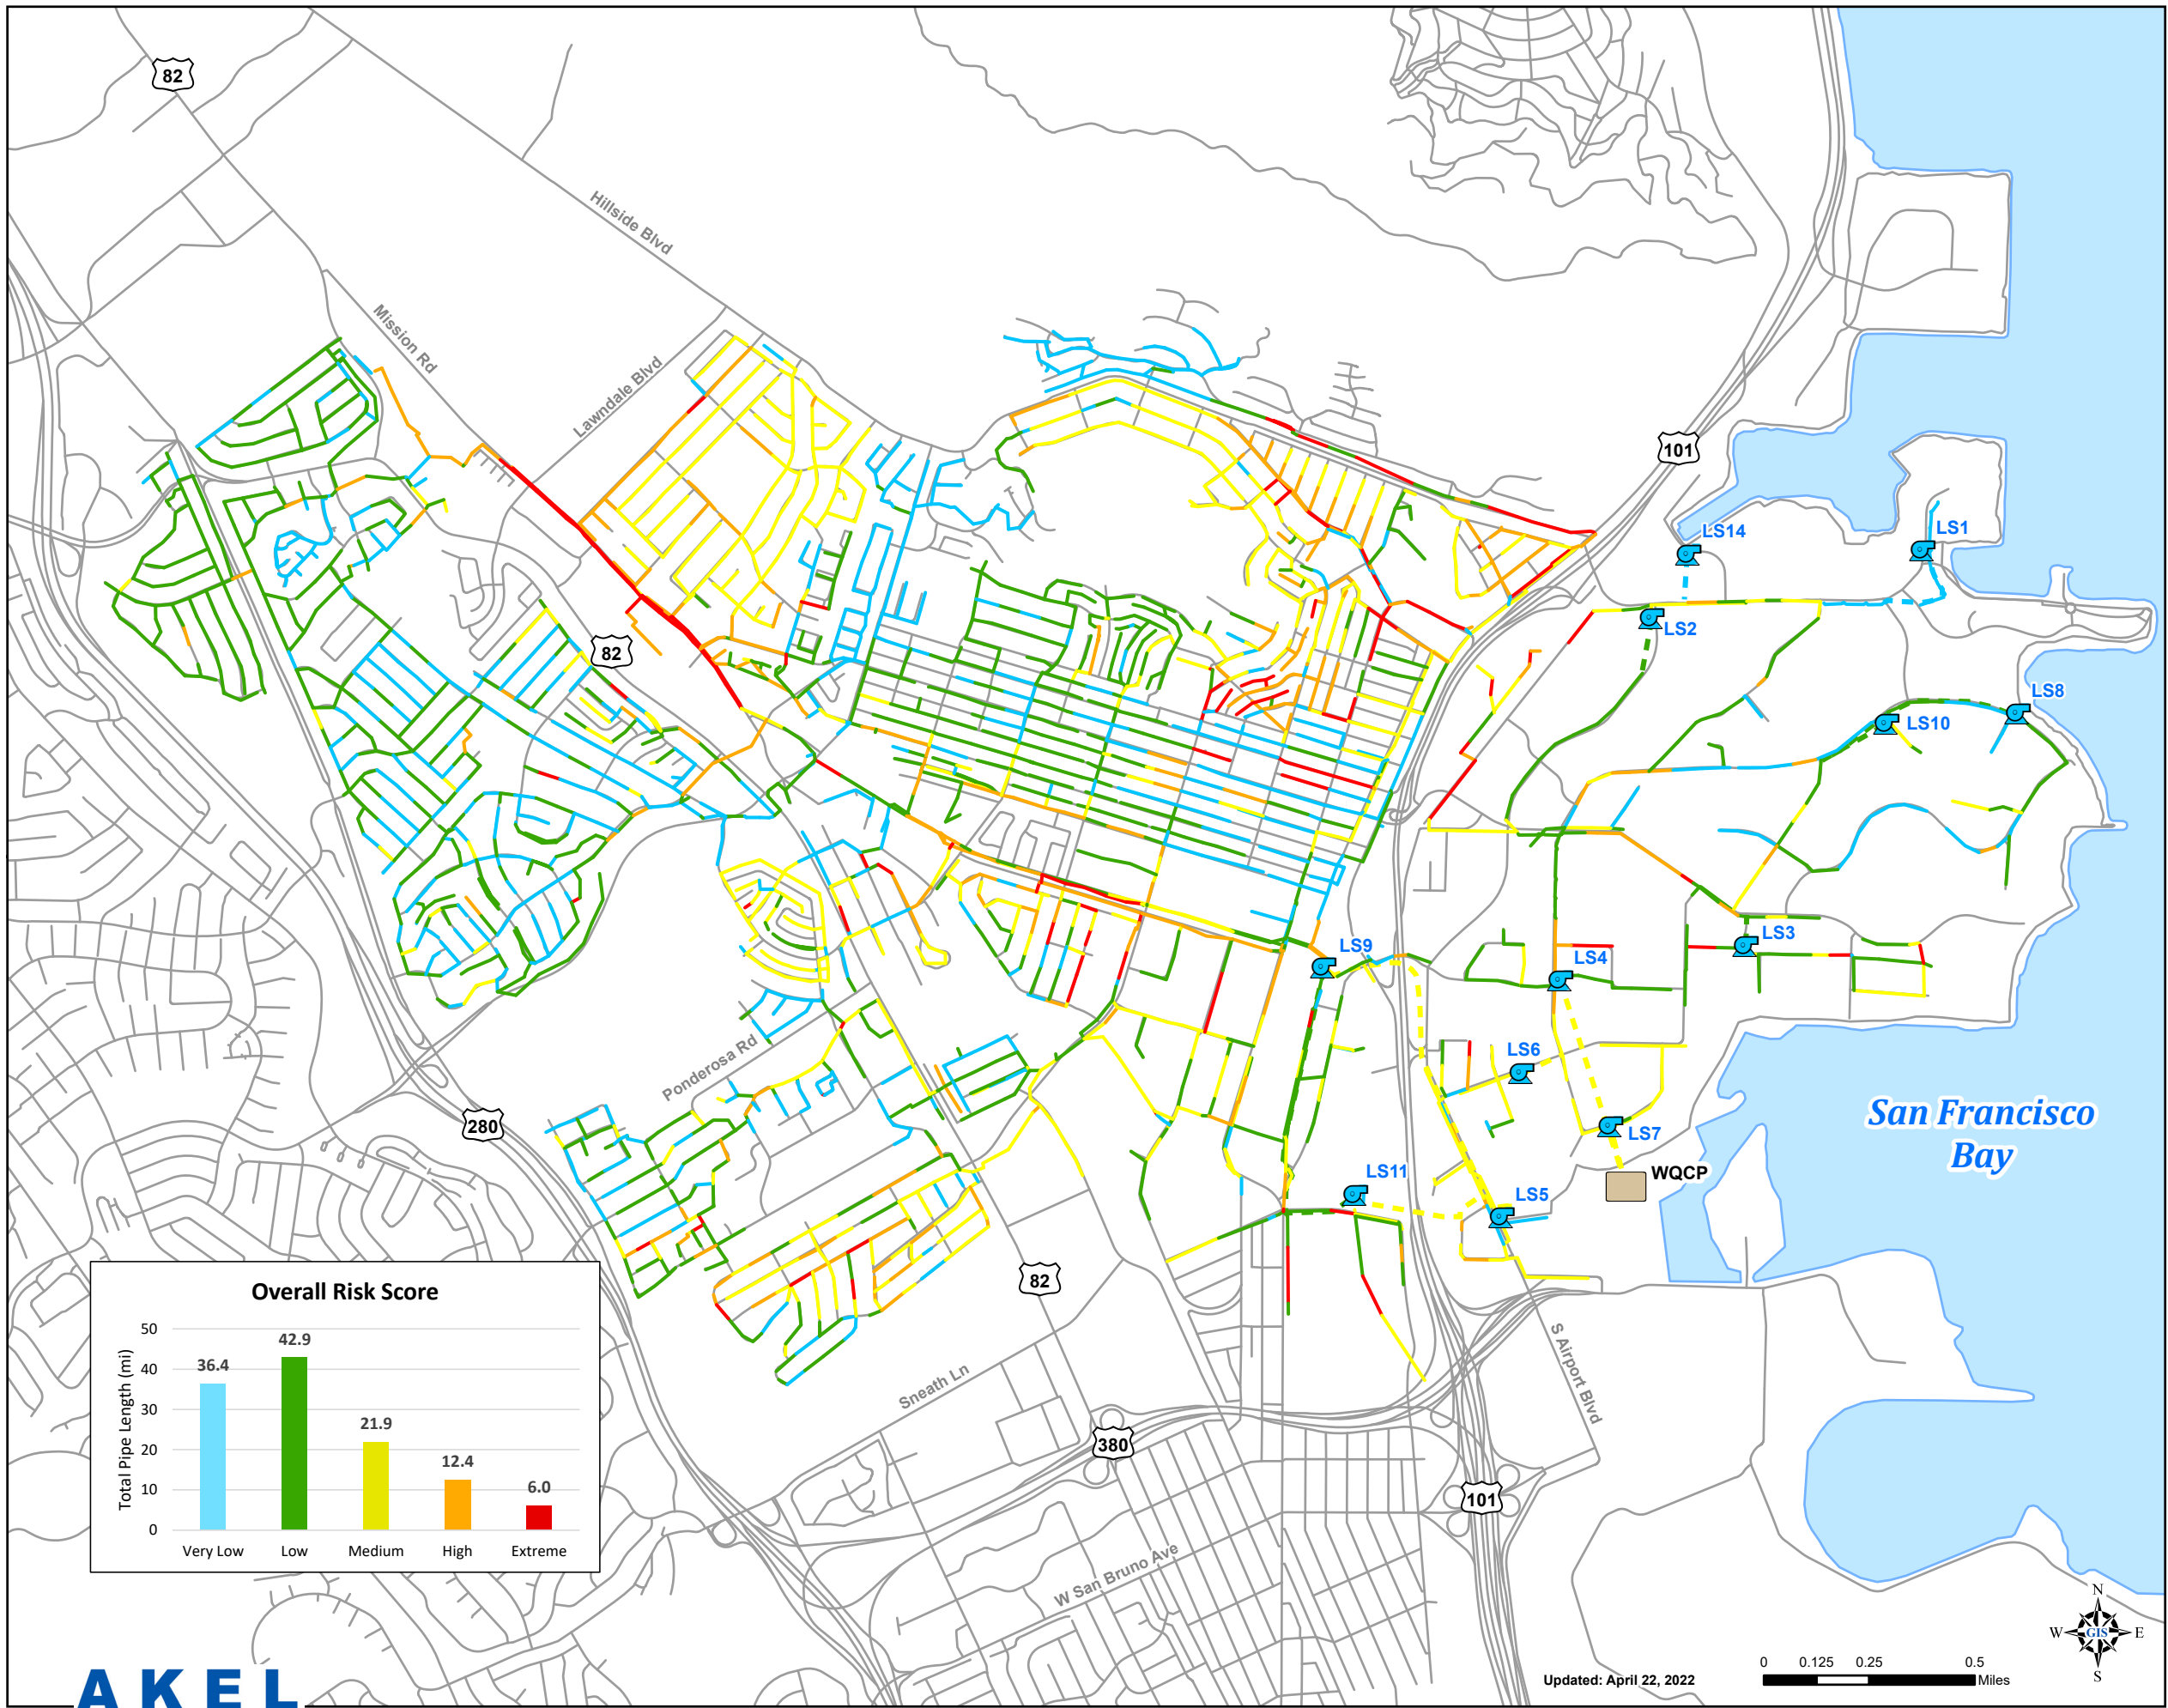 82
Hillside Blvd
Mission Rd
Lawndale Blvd
101
LS14
LS1
LS2
82
LS8
LS10
LS9
LS3
LS4
LS6
Ponderosa Rd
280
LS7
San Francisco
Bay
WQCP
LS11
LS5
82
S Airport Blvd
Sneath Ln
380
101
W San Bruno Ave
Overall Risk Score
Total Pipe Length (mi)
50
40
30
20
10
0
36.4
42.9
21.9
12.4
6.0
Very Low
Low
Medium
High
Extreme
AKEL
Updated: April 22, 2022
0 0.125 0.25 0.5
Miles
N
W GIS E
S